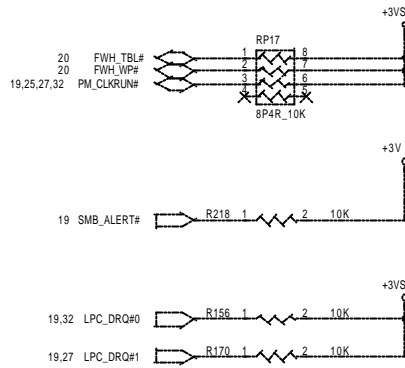 +3VS
RP17
20 FWH_TBL# 1 8
20 FWH_WP# 2 7
19,25,27,32 PM_CLKRUN# 3 6
4 5
8P4R_10K
+3V
19 SMB_ALERT# R218 1 2 10K
+3VS
19,32 LPC_DRQ#0 R156 1 2 10K
19,27 LPC_DRQ#1 R170 1 2 10K